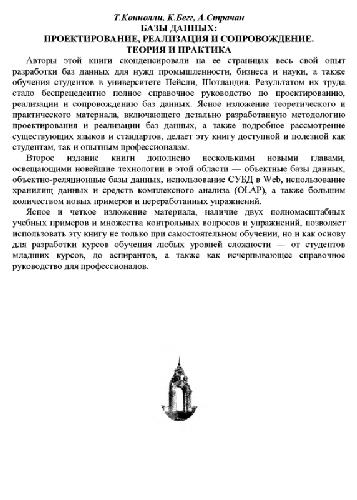 Т.Коннолли, К.Бегг, А.Страчан
БАЗЫ ДАННЫХ:
ПРОЕКТИРОВАНИЕ, РЕАЛИЗАЦИЯ И СОПРОВОЖДЕНИЕ.
ТЕОРИЯ И ПРАКТИКА
Авторы этой книги сконденсировали на ее страницах весь свой опыт
разработки баз данных для нужд промышленности, бизнеса и науки, а также
обучения студентов в университете Пейсли, Шотландия. Результатом их труда
стало беспрецедентно полное справочное руководство по проектированию,
реализации и сопровождению баз данных. Ясное изложение теоретического и
практического материала, включающего детально разработанную методологию
проектирования и реализации баз данных, а также подробное рассмотрение
существующих языков и стандартов, делает эту книгу доступной и полезной как
студентам, так и опытным профессионалам.
Второе издание книги дополнено несколькими новыми главами,
освещающими новейшие технологии в этой области — объектные базы данных,
объектно-реляционные базы данных, использование СУБД в Web, использование
хранилищ данных и средств комплексного анализа (OLAP), а также большим
количеством новых примеров и переработанных упражнений.
Ясное и четкое изложение материала, наличие двух полномасштабных
учебных примеров и множества контрольных вопросов и упражнений, позволяет
использовать эту книгу не только при самостоятельном обучении, но и как основу
для разработки курсов обучения любых уровней сложности — от студентов
младших курсов, до аспирантов, а также как исчерпывающее справочное
руководство для профессионалов.